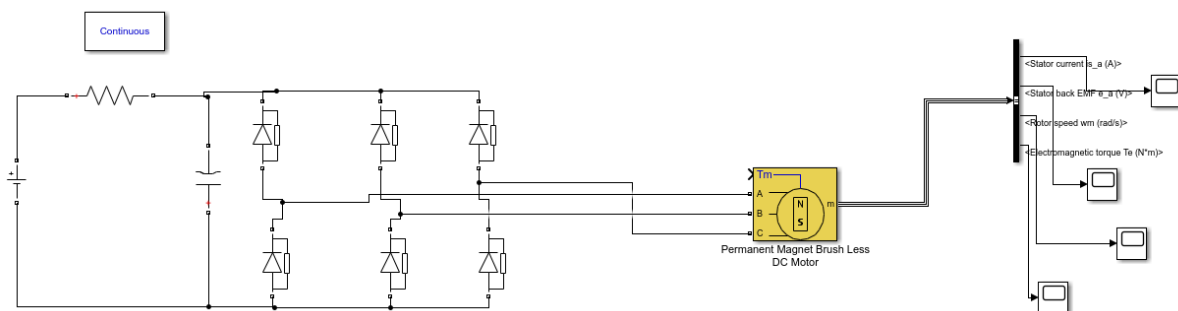 Continuous
<Stator current is_a (A)>
<Stator back EMF e_a (V)>
<Rotor speed wm (rad/s)>
<Electromagnetic torque Te (N*m)>
Tm
A
B
C
N
S
m
+
Permanent Magnet Brush Less
DC Motor